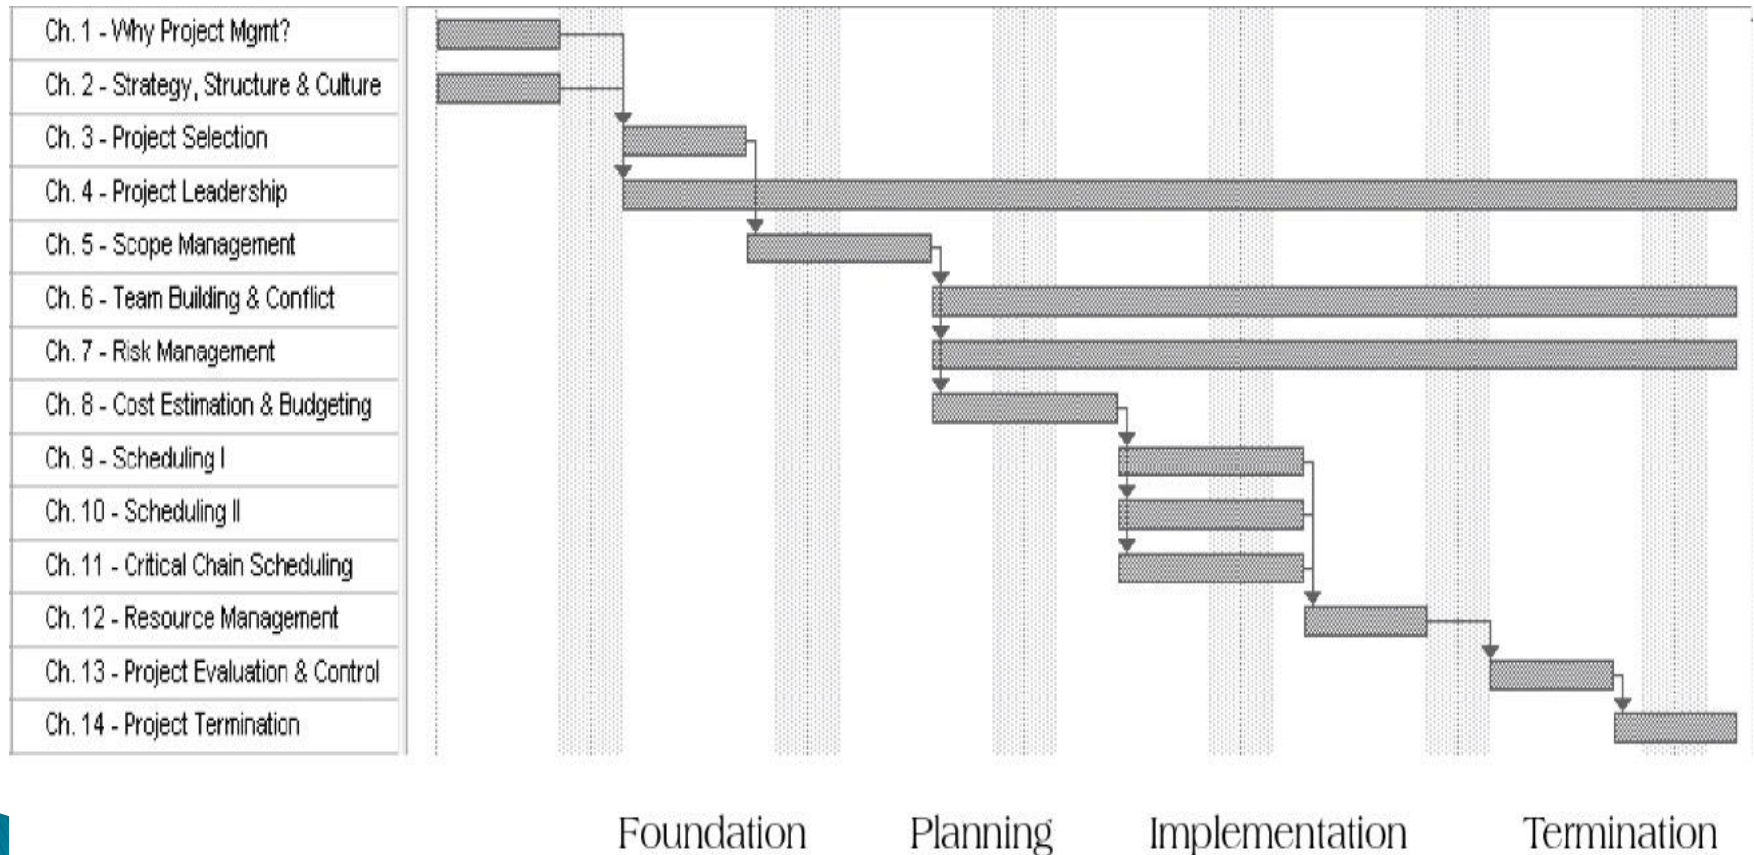 Ch. 1 - Why Project Mgmt?
Ch. 2 - Strategy, Structure & Culture
Ch. 3 - Project Selection
Ch. 4 - Project Leadership
Ch. 5 - Scope Management
Ch. 6 - Team Building & Conflict
Ch. 7 - Risk Management
Ch. 8 - Cost Estimation & Budgeting
Ch. 9 - Scheduling I
Ch. 10 - Scheduling II
Ch. 11 - Critical Chain Scheduling
Ch. 12 - Resource Management
Ch. 13 - Project Evaluation & Control
Ch. 14 - Project Termination
Foundation Planning Implementation Termination